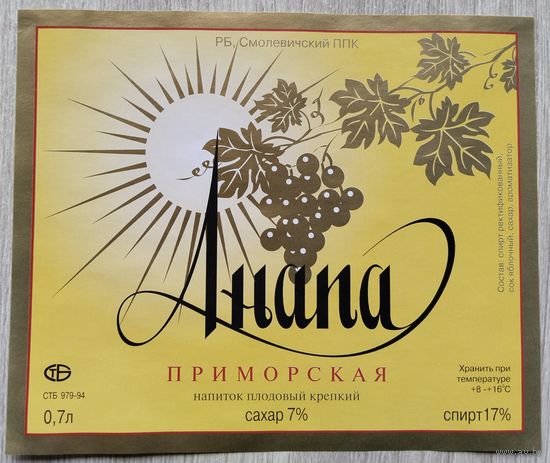 РБ, Смолевичский ППК
Анапа
ПРИМОРСКАЯ
напиток плодовый крепкий
сахар 7%
СТБ 979-94
0,7л
Хранить при
температуре
+8 -+16°С
спирт17%
Состав: спирт ректификованный,
сок яблочный, сахар, ароматизатор.